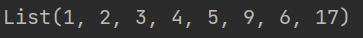 List(1, 2, 3, 4, 5, 9, 6, 17)